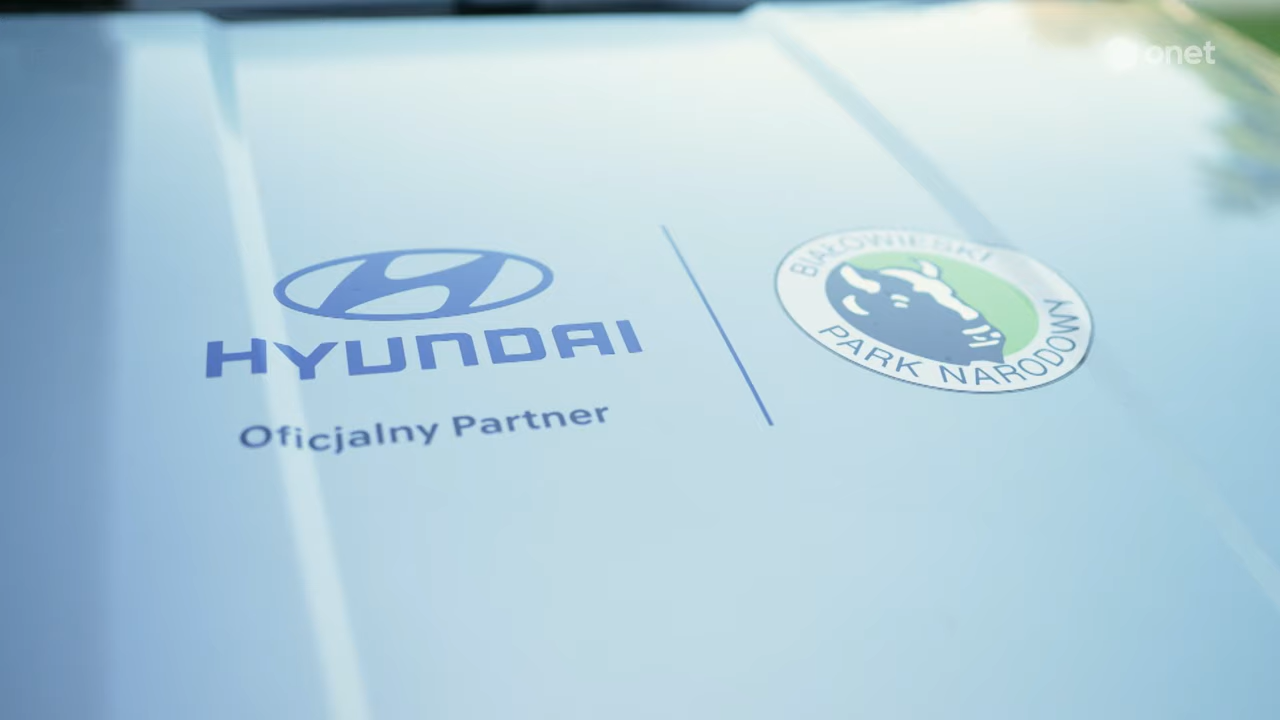 onet
HYUNDAI
Oficjalny Partner
BIAŁOWIESKI
PARK NARODOWY